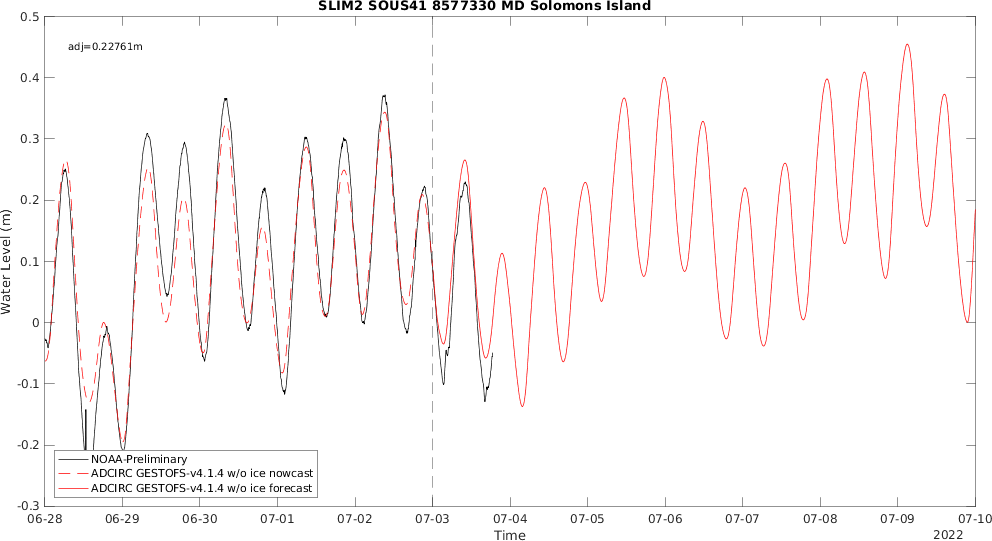 SLIM2 SOUS41 8577330 MD Solomons Island
adj=0.22761m
Water Level (m)
0.5
0.4
0.3
0.2
0.1
0
-0.1
-0.2
-0.3
NOAA-Preliminary
ADCIRC GESTOFS-v4.1.4 w/o ice nowcast
ADCIRC GESTOFS-v4.1.4 w/o ice forecast
06-28 06-29 06-30 07-01 07-02 07-03 07-04 07-05 07-06 07-07 07-08 07-09 07-10
Time
2022